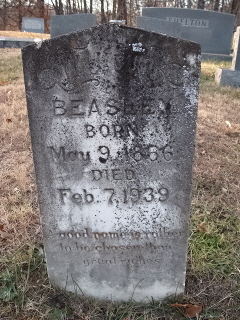 FULTON
BEASLEY
BORN
May 9, 1886
DIED
Feb. 7, 1939
A good name is rather
to be chosen than
great riches